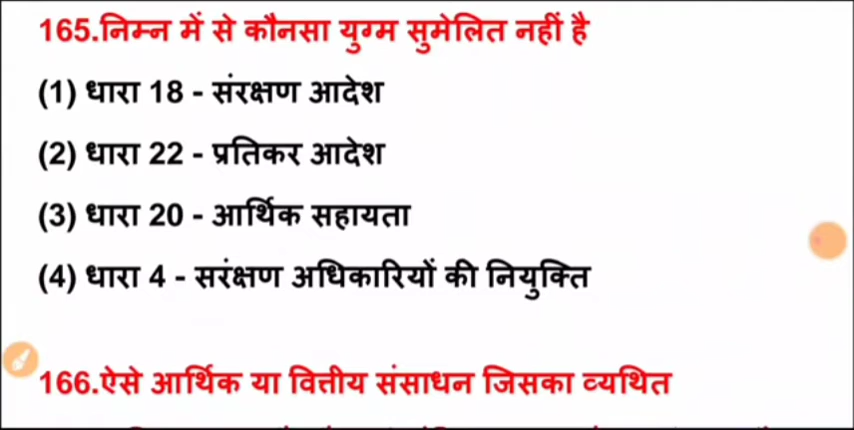 165.निम्न में से कौनसा युग्म सुमेलित नहीं है
(1) धारा 18 - संरक्षण आदेश
(2) धारा 22 - प्रतिकर आदेश
(3) धारा 20 - आर्थिक सहायता
(4) धारा 4 - सरंक्षण अधिकारियों की नियुक्ति
166.ऐसे आर्थिक या वित्तीय संसाधन जिसका व्यथित